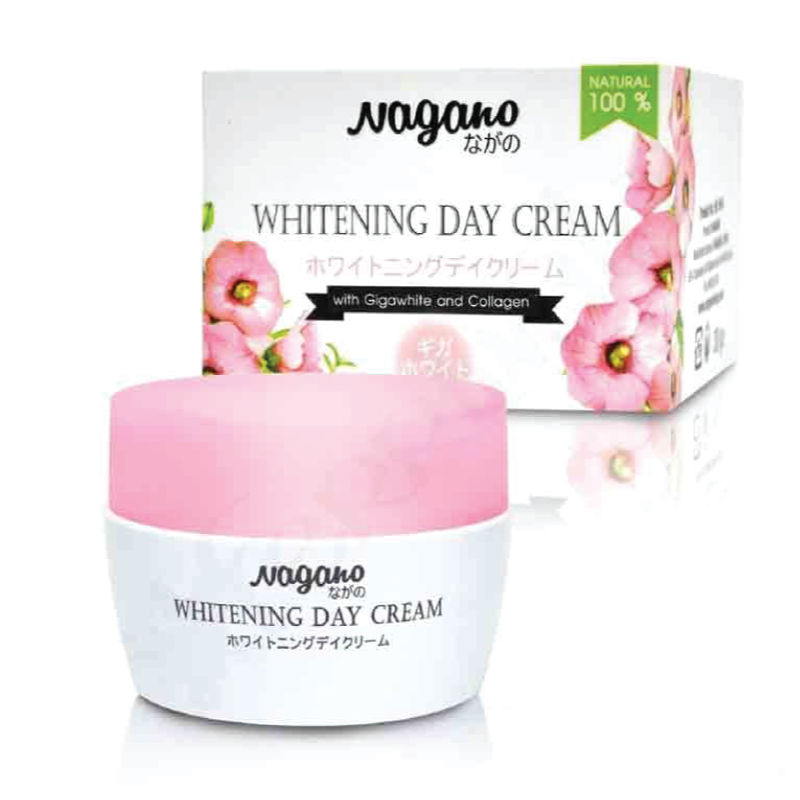 Nagano
ながの
NATURAL
100 %
WHITENING DAY CREAM
ホワイトニングデイクリーム
with Gigawhite and Collagen
ギガ
ホワイト
Nagano
ながの
WHITENING DAY CREAM
ホワイトニングデイクリーム